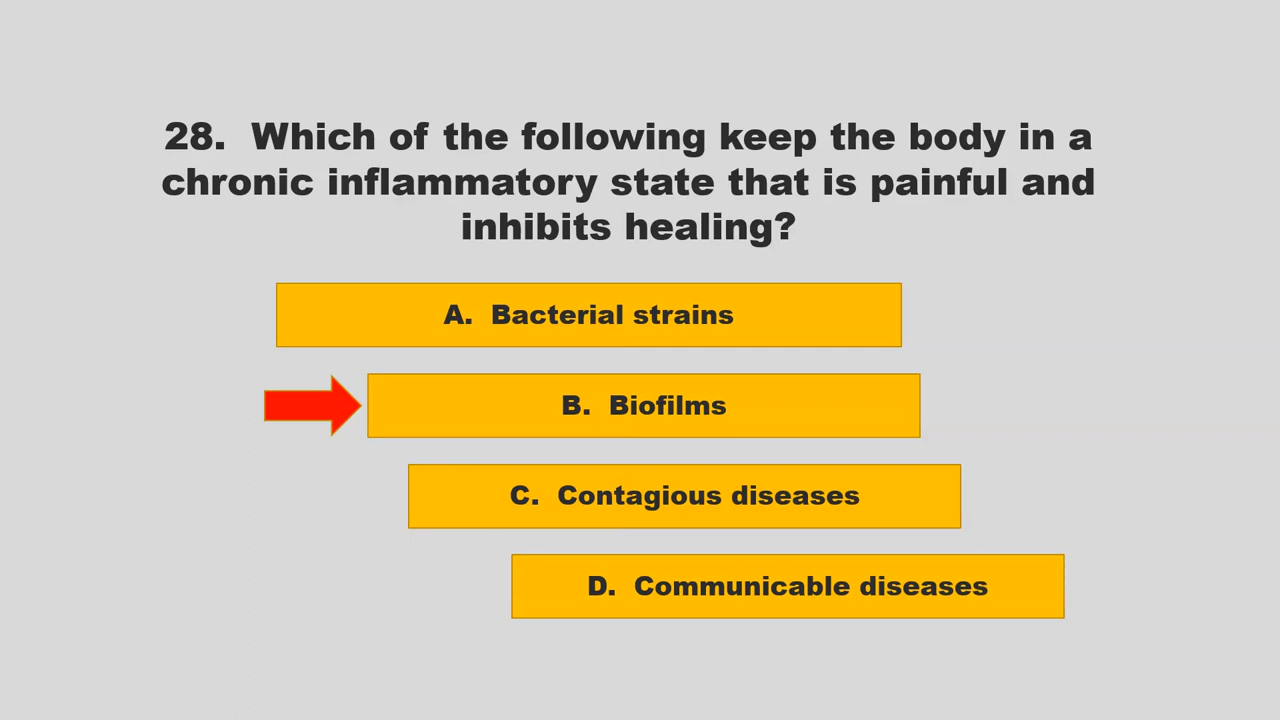 28.  Which of the following keep the body in a
chronic inflammatory state that is painful and
inhibits healing?
A.  Bacterial strains
B.  Biofilms
C.  Contagious diseases
D.  Communicable diseases